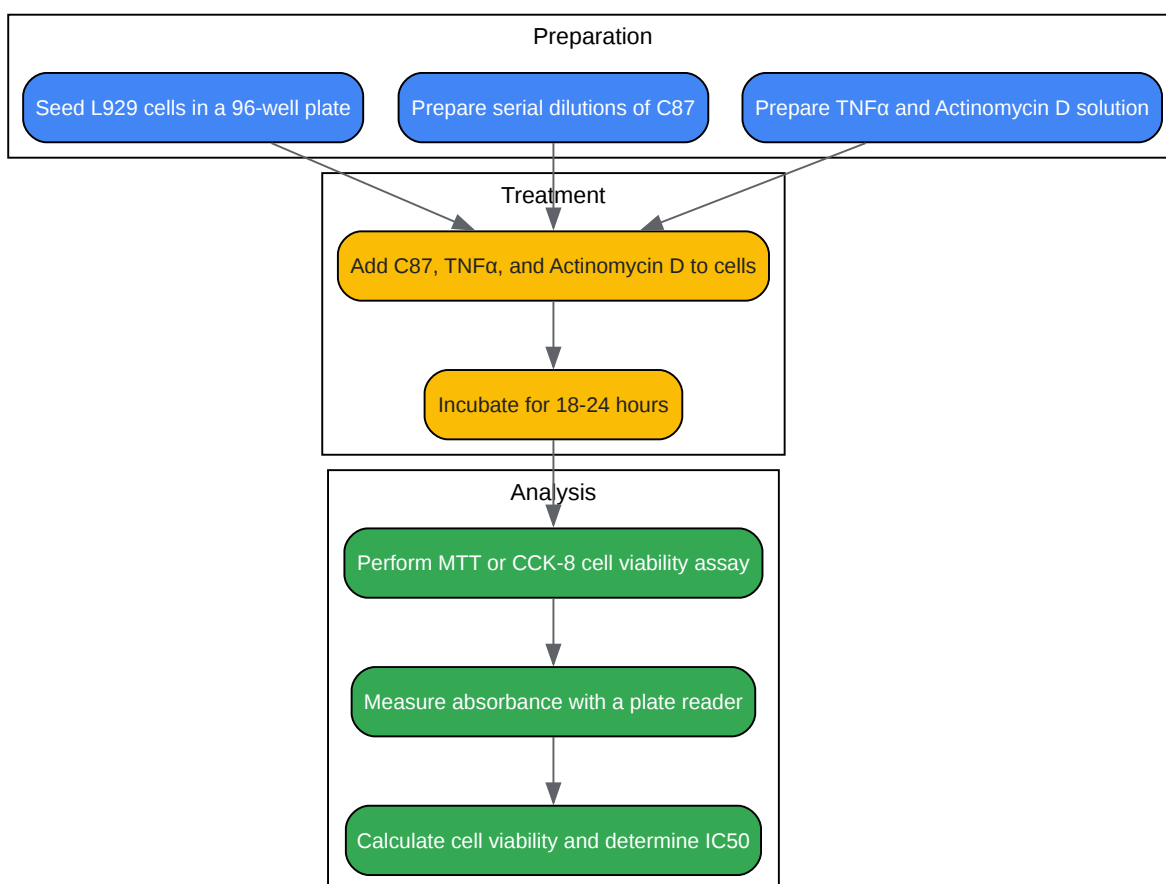 Preparation
Seed L929 cells in a 96-well plate
Prepare serial dilutions of C87
Prepare TNFα and Actinomycin D solution
Treatment
Add C87, TNFα, and Actinomycin D to cells
Incubate for 18-24 hours
Analysis
Perform MTT or CCK-8 cell viability assay
Measure absorbance with a plate reader
Calculate cell viability and determine IC50